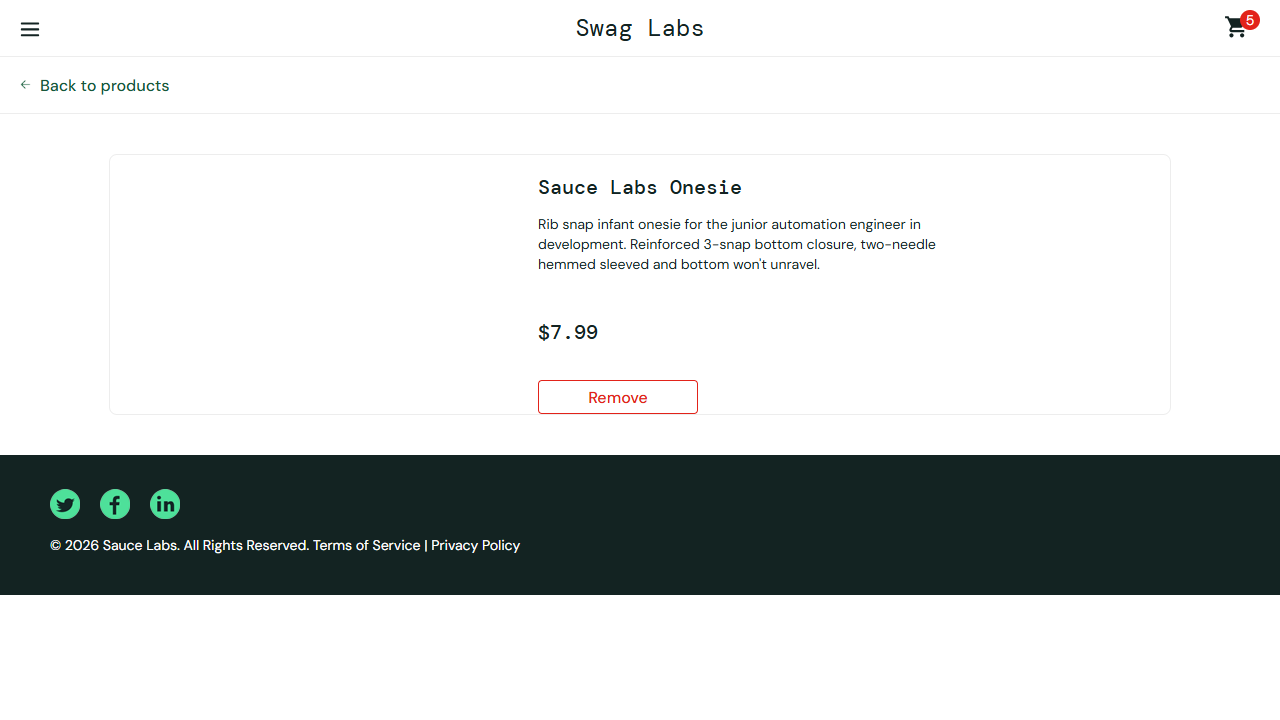 Swag Labs
5
Back to products
Sauce Labs Onesie
Rib snap infant onesie for the junior automation engineer in
development. Reinforced 3-snap bottom closure, two-needle
hemmed sleeved and bottom won't unravel.
$7.99
Remove
© 2026 Sauce Labs. All Rights Reserved. Terms of Service | Privacy Policy